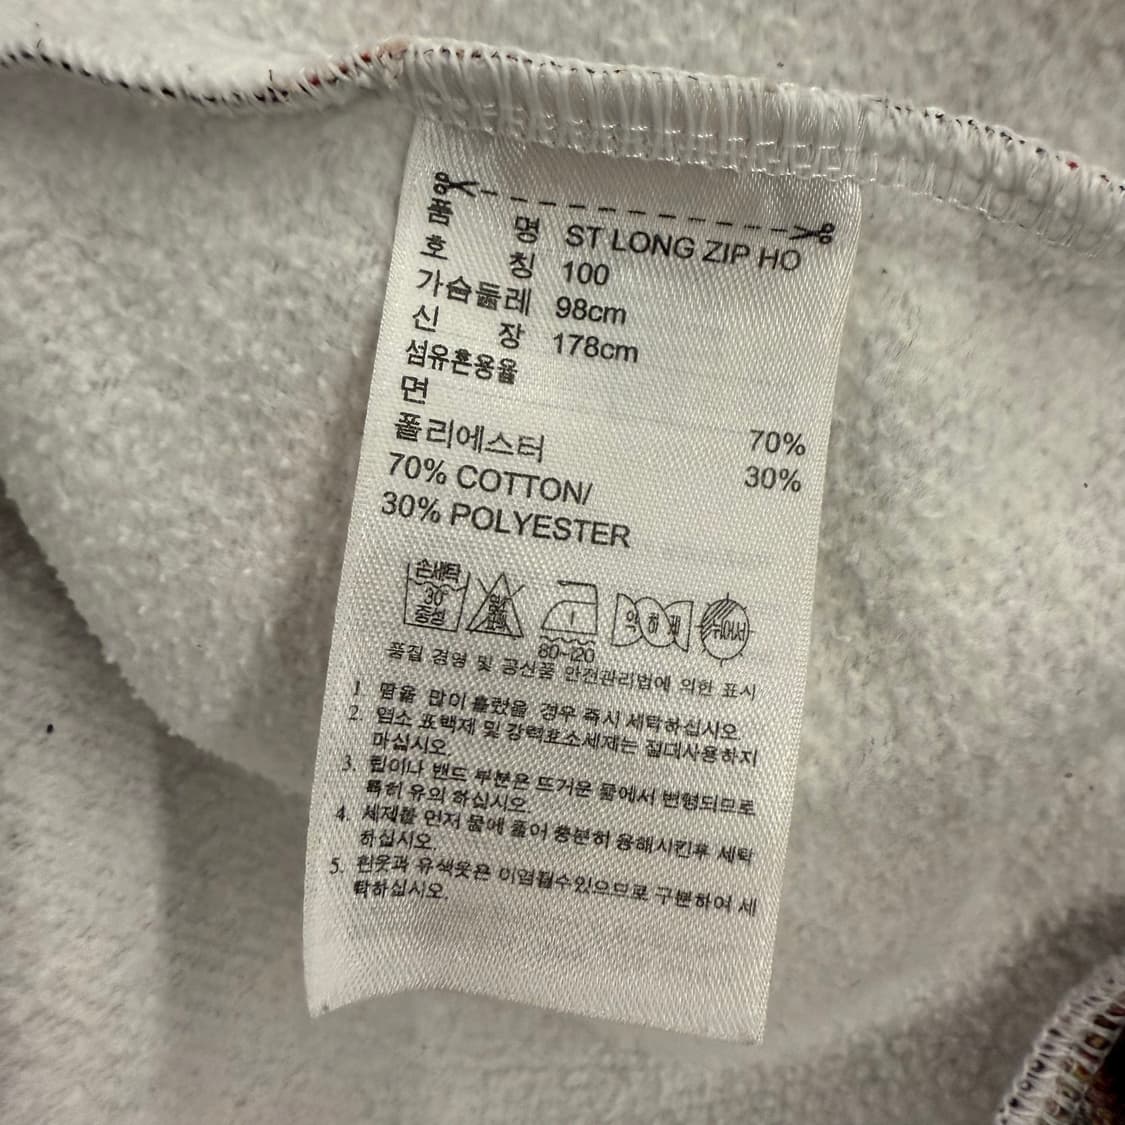 품 명 ST LONG ZIP HO
호 칭 100
가슴둘레 98cm
신 장 178cm
섬유혼용율
면 70%
폴리에스터 30%
70% COTTON/
30% POLYESTER
손세탁
30
중성
80~120
약하게
뉘어서
품질 경영 및 공산품 안전관리법에 의한 표시
1 땀을 많이 흘렸을 경우 즉시 세탁하십시오
2. 염소 표백제 및 강력효소세제는 절대사용하지
마십시오.
3. 립이나 밴드 부분은 뜨거운 물에서 변형되므로
특히 유의 하십시오
4. 세제를 먼저 물에 풀어 충분히 용해시킨후 세탁
하십시오.
5. 흰옷과 유색옷은 이염될수있으므로 구분하여 세
탁하십시오.